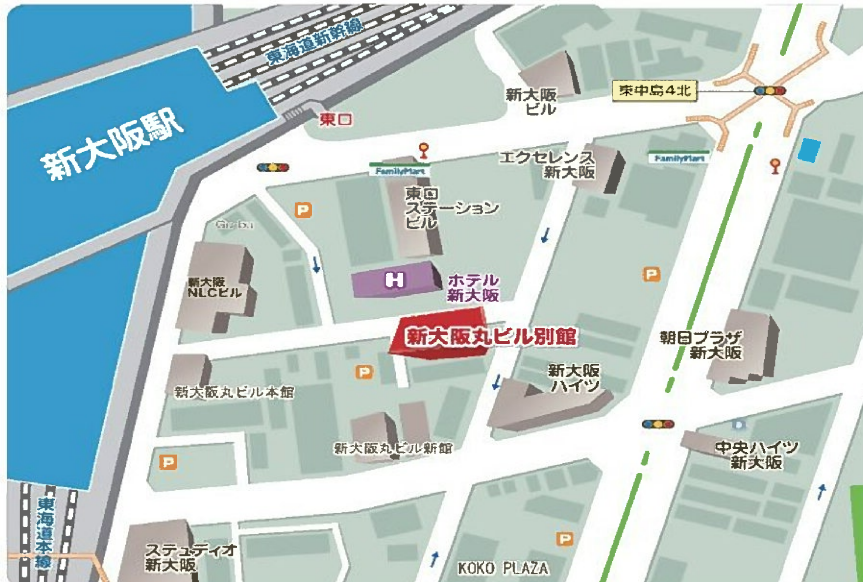 東海道新幹線
新大阪駅
東口
新大阪
ビル
東中島4北
FamilyMart
エクセレンス
新大阪
FamilyMart
東口
ステーション
ビル
P
新大阪
NLCビル
H
ホテル
新大阪
P
新大阪丸ビル別館
朝日プラザ
新大阪
P
新大阪
ハイツ
新大阪丸ビル本館
新大阪丸ビル新館
中央ハイツ
新大阪
P
東海道本線
ステュディオ
新大阪
P
KOKO PLAZA